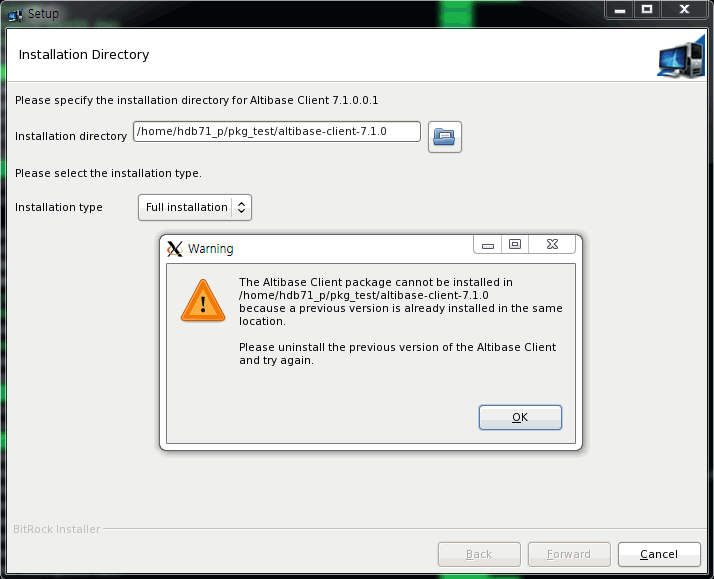 Setup
Installation Directory
Please specify the installation directory for Altibase Client 7.1.0.0.1
Installation directory /home/hdb71_p/pkg_test/altibase-client-7.1.0
Please select the installation type.
Installation type Full installation
Warning
The Altibase Client package cannot be installed in
/home/hdb71_p/pkg_test/altibase-client-7.1.0
because a previous version is already installed in the same
location.
Please uninstall the previous version of the Altibase Client
and try again.
OK
BitRock Installer
Back Forward Cancel